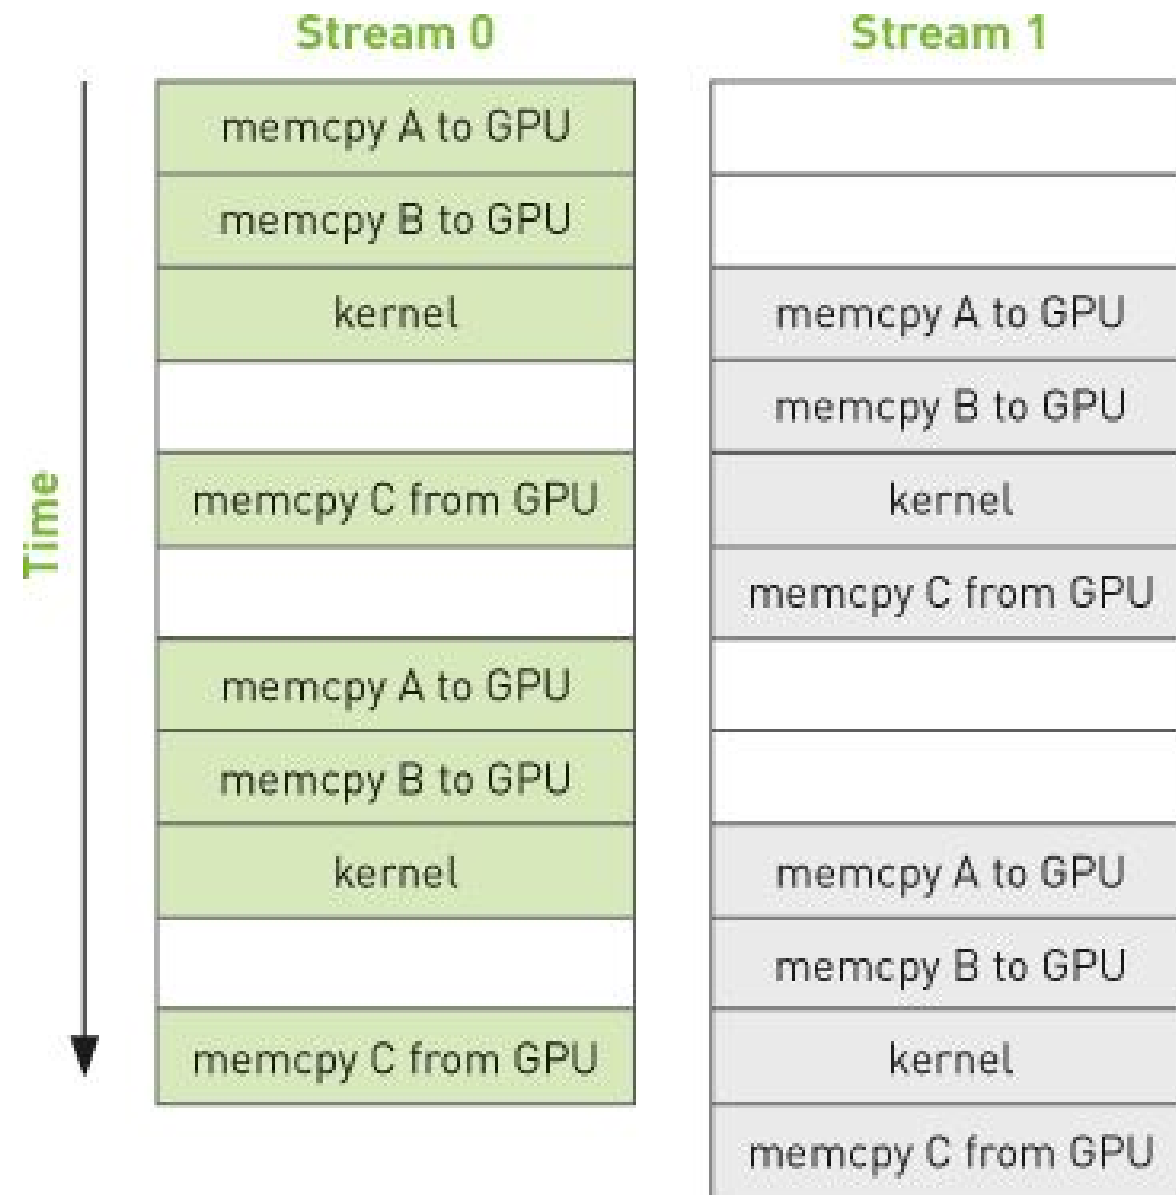 Stream 0
Stream 1
Time
memcpy A to GPU
memcpy B to GPU
kernel
memcpy C from GPU
memcpy A to GPU
memcpy B to GPU
kernel
memcpy C from GPU
memcpy A to GPU
memcpy B to GPU
kernel
memcpy C from GPU
memcpy A to GPU
memcpy B to GPU
kernel
memcpy C from GPU